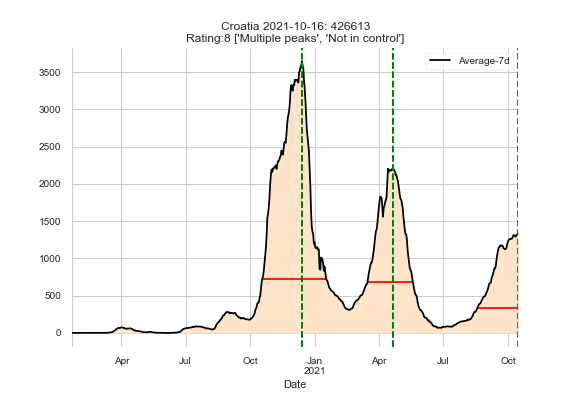 Croatia 2021-10-16: 426613
Rating:8 ['Multiple peaks', 'Not in control']
Average-7d
3500
3000
2500
2000
1500
1000
500
0
Apr Jul Oct Jan Apr Jul Oct
2021
Date